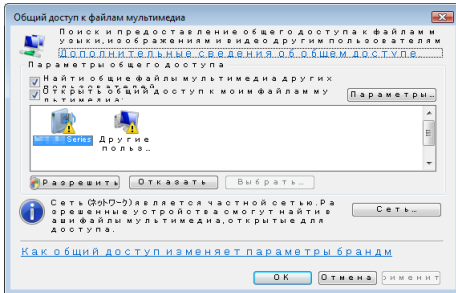 Общий доступ к файлам мультимедиа
Поиск и предоставление общего доступа к файлам м
узыки, изображениям и видео другим пользователям
Дополнительные сведения об общем доступе
Параметры общего доступа
Найти общие файлы мультимедиа других
пользователей
Открыть общий доступ к моим файлам му
льтимедиа:
Параметры...
Series
Другие
польз...
Разрешить
Отказать
Выбрать...
Сеть (ネットワーク) является частной сетью. Ра
зрешенные устройства смогут найти в
аши файлы мультимедиа, открытые для
доступа.
Сеть...
Как общий доступ изменяет параметры брандм
ОК
Отмена
рименит